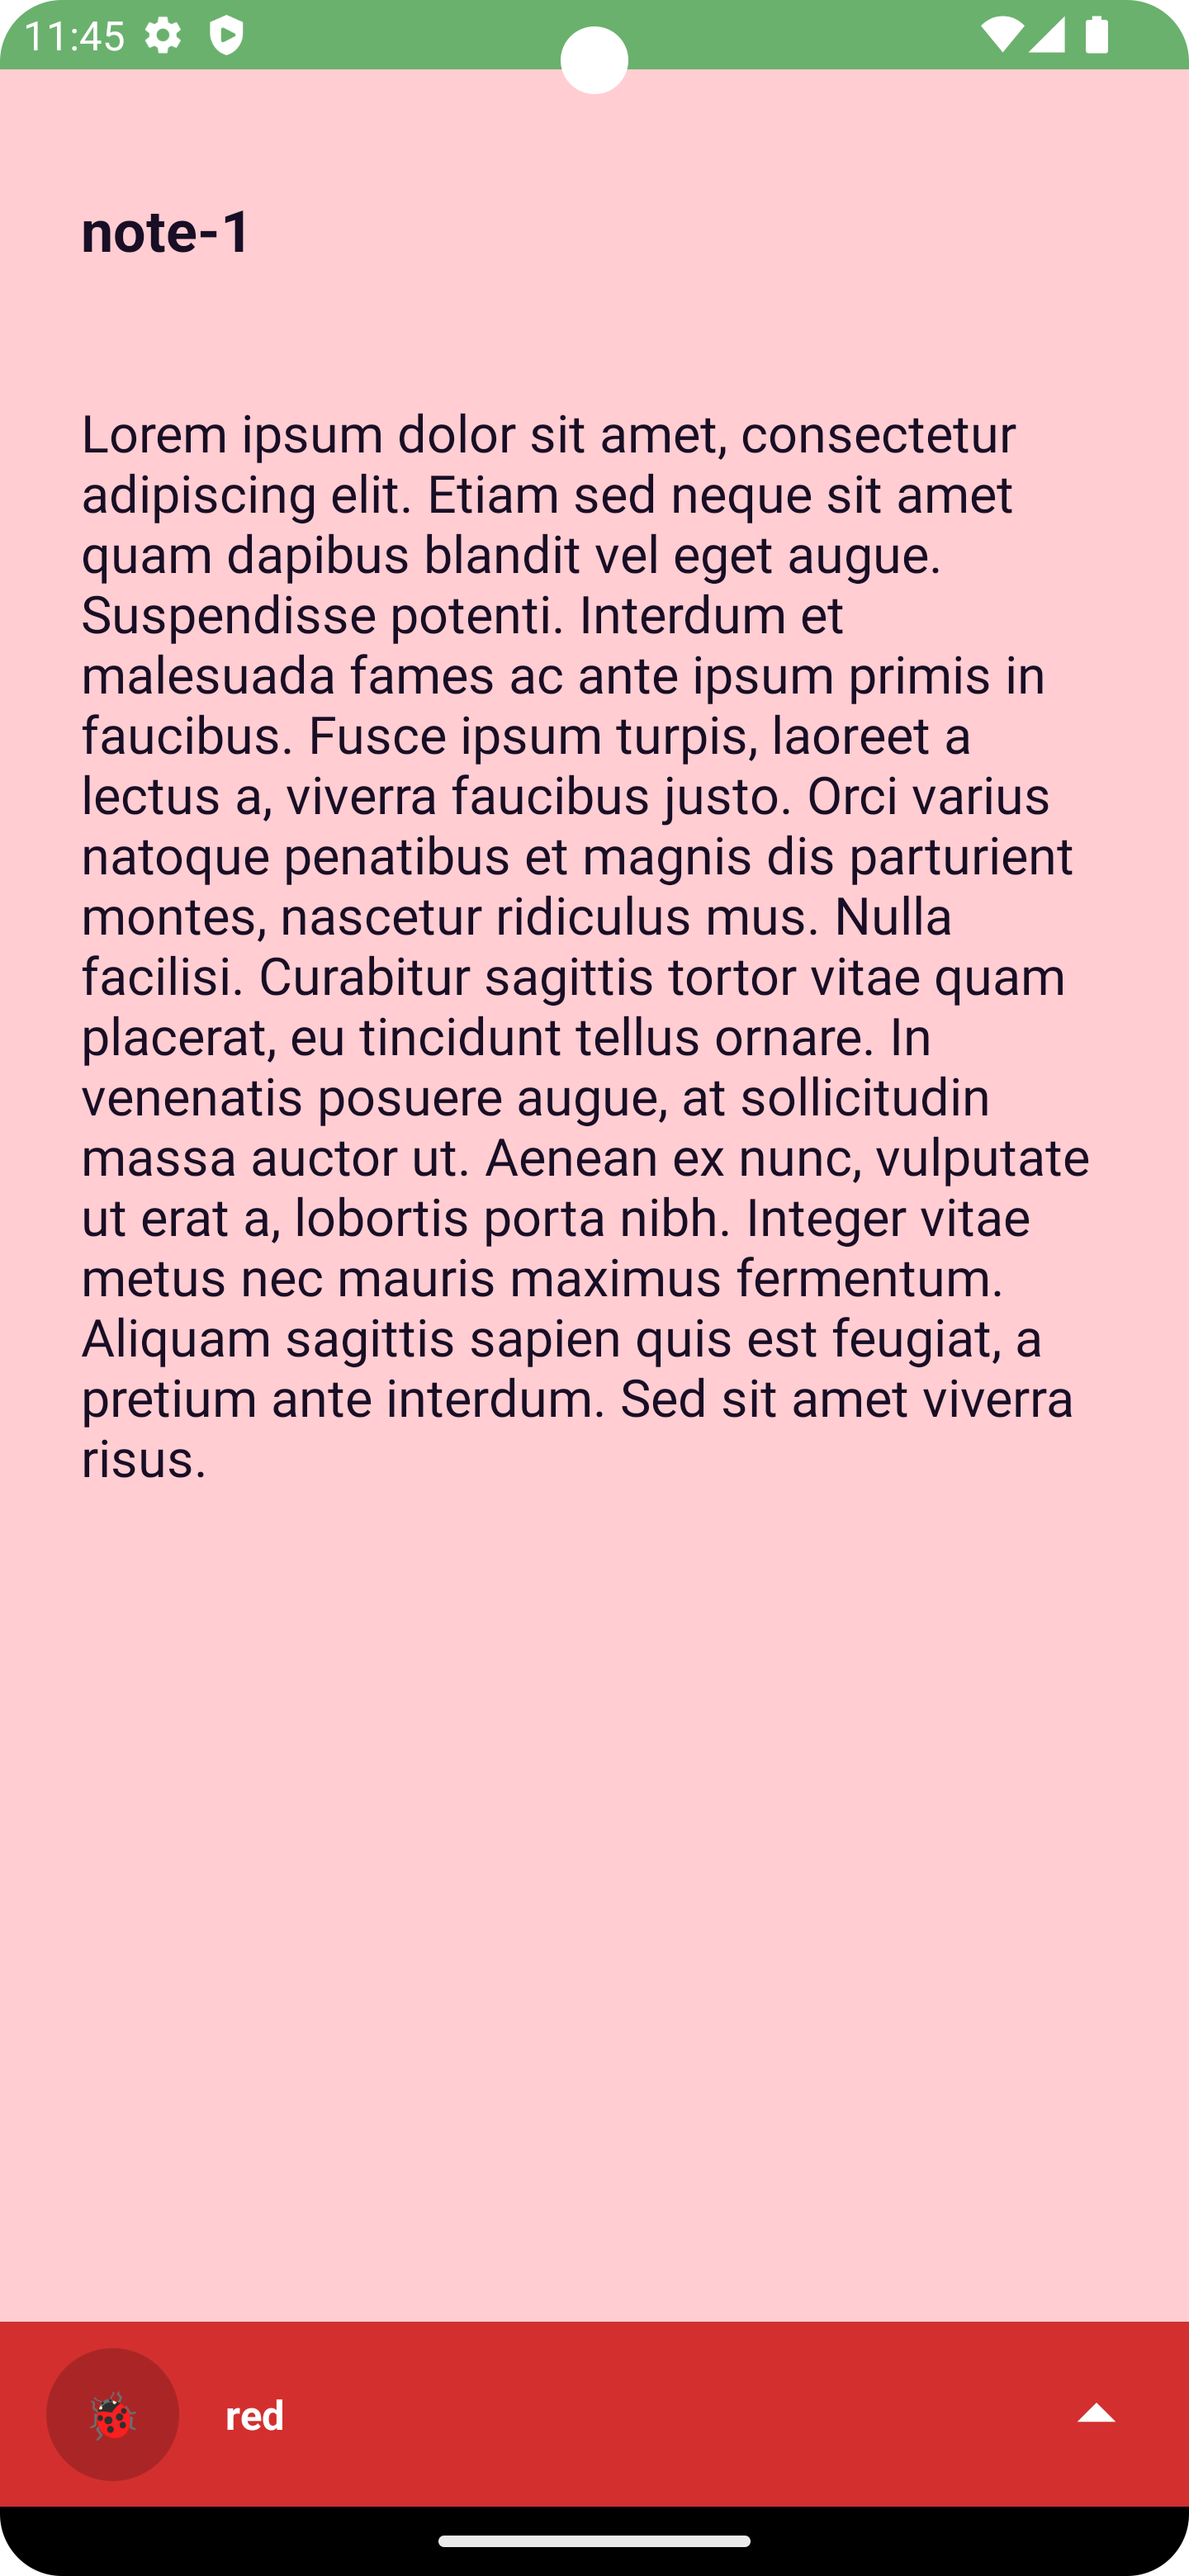 11:45
note-1
Lorem ipsum dolor sit amet, consectetur
adipiscing elit. Etiam sed neque sit amet
quam dapibus blandit vel eget augue.
Suspendisse potenti. Interdum et
malesuada fames ac ante ipsum primis in
faucibus. Fusce ipsum turpis, laoreet a
lectus a, viverra faucibus justo. Orci varius
natoque penatibus et magnis dis parturient
montes, nascetur ridiculus mus. Nulla
facilisi. Curabitur sagittis tortor vitae quam
placerat, eu tincidunt tellus ornare. In
venenatis posuere augue, at sollicitudin
massa auctor ut. Aenean ex nunc, vulputate
ut erat a, lobortis porta nibh. Integer vitae
metus nec mauris maximus fermentum.
Aliquam sagittis sapien quis est feugiat, a
pretium ante interdum. Sed sit amet viverra
risus.
red